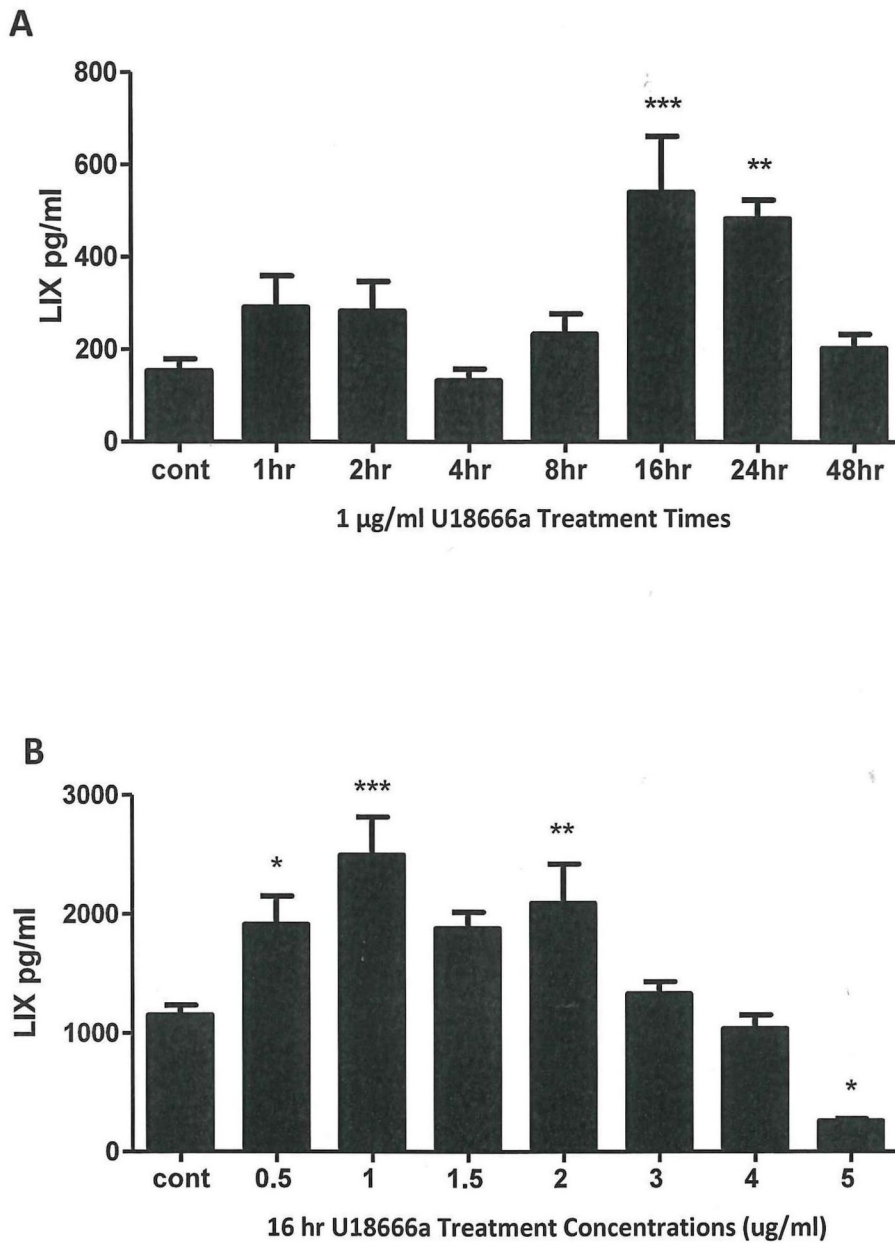 A
800
600
400
200
0
LIX pg/ml
***
**
cont 1hr 2hr 4hr 8hr 16hr 24hr 48hr
1 µg/ml U18666a Treatment Times
B
3000
2000
1000
0
LIX pg/ml
*
***
**
*
cont 0.5 1 1.5 2 3 4 5
16 hr U18666a Treatment Concentrations (ug/ml)